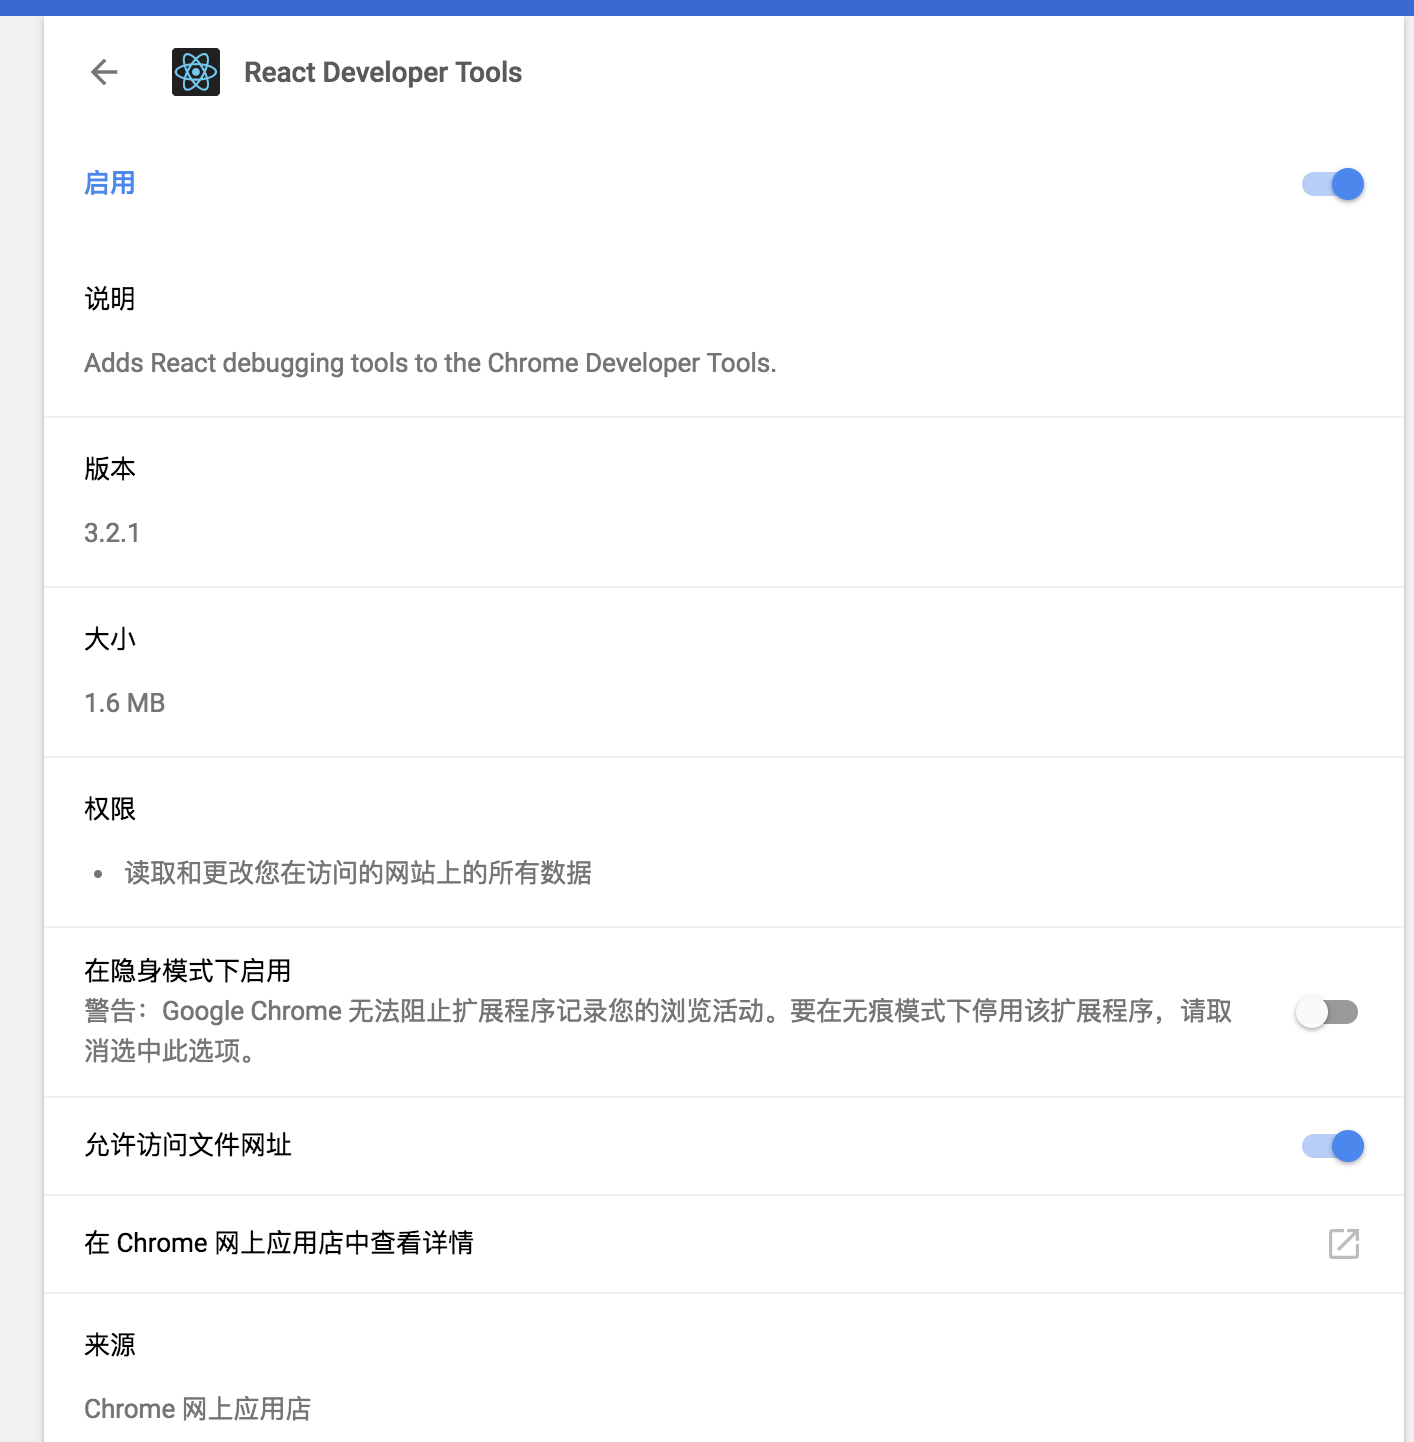 React Developer Tools
启用
说明
Adds React debugging tools to the Chrome Developer Tools.
版本
3.2.1
大小
1.6 MB
权限
• 读取和更改您在访问的网站上的所有数据
在隐身模式下启用
警告：Google Chrome 无法阻止扩展程序记录您的浏览活动。要在无痕模式下停用该扩展程序，请取
消选中此选项。
允许访问文件网址
在 Chrome 网上应用店中查看详情
来源
Chrome 网上应用店